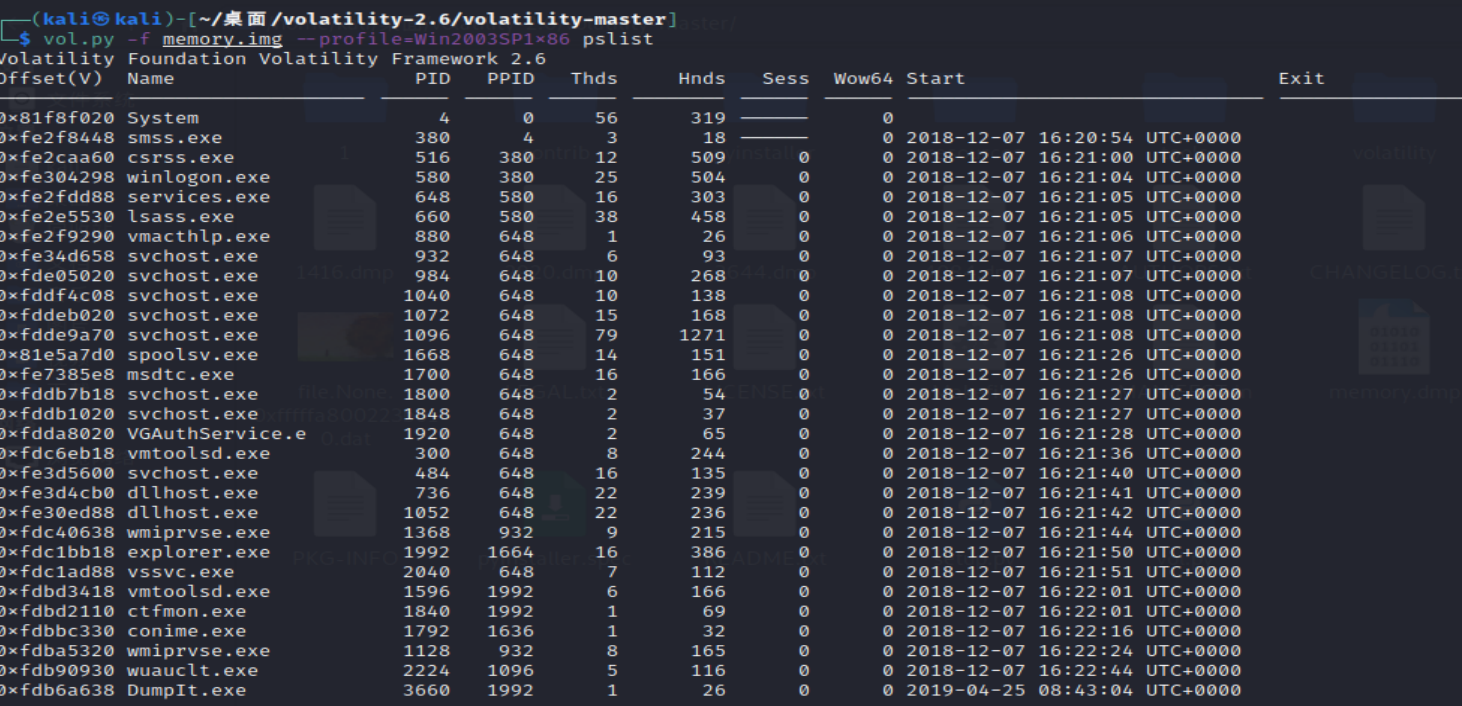 (kali㉿kali)-[~/桌面/volatility-2.6/volatility-master]
$ vol.py -f memory.img --profile=Win2003SP1×86 pslist
Volatility Foundation Volatility Framework 2.6
Offset(V) Name PID PPID Thds Hnds Sess Wow64 Start Exit
0×81f8f020 System 4 0 56 319 ------ 0
0×fe2f8448 smss.exe 380 4 3 18 ------ 0 2018-12-07 16:20:54 UTC+0000
0×fe2caa60 csrss.exe 516 380 12 509 0 0 2018-12-07 16:21:00 UTC+0000
0×fe304298 winlogon.exe 580 380 25 504 0 0 2018-12-07 16:21:04 UTC+0000
0×fe2fdd88 services.exe 648 580 16 303 0 0 2018-12-07 16:21:05 UTC+0000
0×fe2e5530 lsass.exe 660 580 38 458 0 0 2018-12-07 16:21:05 UTC+0000
0×fe2f9290 vmacthlp.exe 880 648 1 26 0 0 2018-12-07 16:21:06 UTC+0000
0×fe34d658 svchost.exe 932 648 6 93 0 0 2018-12-07 16:21:07 UTC+0000
0×fde05020 svchost.exe 984 648 10 268 0 0 2018-12-07 16:21:07 UTC+0000
0×fddf4c08 svchost.exe 1040 648 10 138 0 0 2018-12-07 16:21:08 UTC+0000
0×fddeb020 svchost.exe 1072 648 15 168 0 0 2018-12-07 16:21:08 UTC+0000
0×fdde9a70 svchost.exe 1096 648 79 1271 0 0 2018-12-07 16:21:08 UTC+0000
0×81e5a7d0 spoolsv.exe 1668 648 14 151 0 0 2018-12-07 16:21:26 UTC+0000
0×fe7385e8 msdtc.exe 1700 648 16 166 0 0 2018-12-07 16:21:26 UTC+0000
0×fddb7b18 svchost.exe 1800 648 2 54 0 0 2018-12-07 16:21:27 UTC+0000
0×fddb1020 svchost.exe 1848 648 2 37 0 0 2018-12-07 16:21:27 UTC+0000
0×fdda8020 VGAuthService.e 1920 648 2 65 0 0 2018-12-07 16:21:28 UTC+0000
0×fdc6eb18 vmtoolsd.exe 300 648 8 244 0 0 2018-12-07 16:21:36 UTC+0000
0×fe3d5600 svchost.exe 484 648 16 135 0 0 2018-12-07 16:21:40 UTC+0000
0×fe3d4cb0 dllhost.exe 736 648 22 239 0 0 2018-12-07 16:21:41 UTC+0000
0×fe30ed88 dllhost.exe 1052 648 22 236 0 0 2018-12-07 16:21:42 UTC+0000
0×fdc40638 wmiprvse.exe 1368 932 9 215 0 0 2018-12-07 16:21:44 UTC+0000
0×fdc1bb18 explorer.exe 1992 1664 16 386 0 0 2018-12-07 16:21:50 UTC+0000
0×fdc1ad88 vssvc.exe 2040 648 7 112 0 0 2018-12-07 16:21:51 UTC+0000
0×fdbd3418 vmtoolsd.exe 1596 1992 6 166 0 0 2018-12-07 16:22:01 UTC+0000
0×fdbd2110 ctfmon.exe 1840 1992 1 69 0 0 2018-12-07 16:22:01 UTC+0000
0×fdbbc330 conime.exe 1792 1636 1 32 0 0 2018-12-07 16:22:16 UTC+0000
0×fdba5320 wmiprvse.exe 1128 932 8 165 0 0 2018-12-07 16:22:24 UTC+0000
0×fdb90930 wuauclt.exe 2224 1096 5 116 0 0 2018-12-07 16:22:44 UTC+0000
0×fdb6a638 DumpIt.exe 3660 1992 1 26 0 0 2019-04-25 08:43:04 UTC+0000